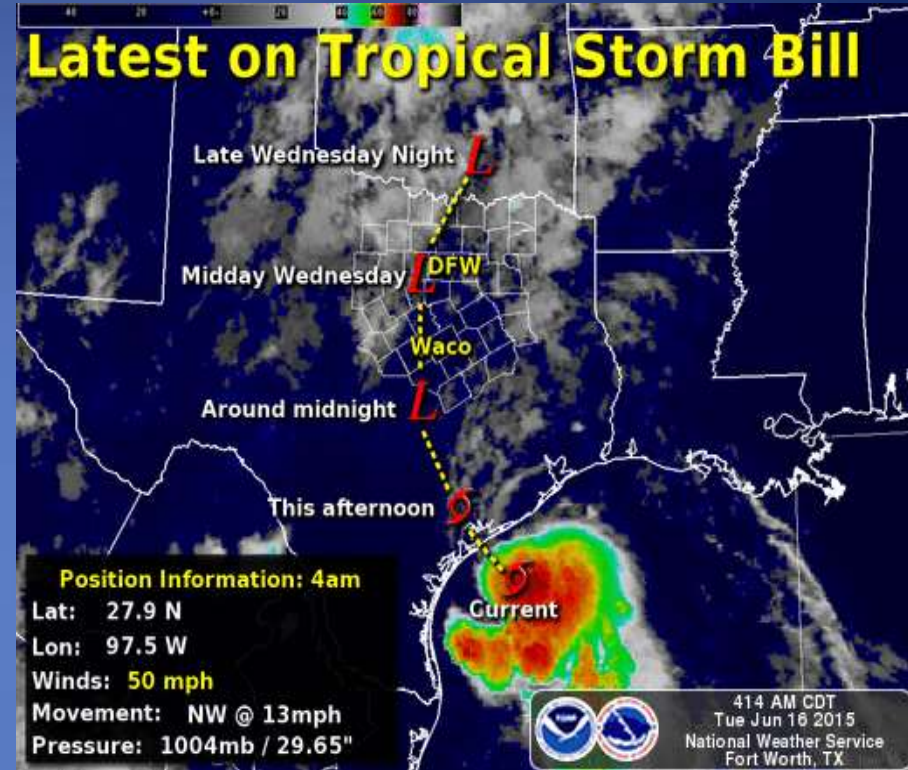 Latest on Tropical Storm Bill
Late Wednesday Night
L
Midday Wednesday
L
DFW
Waco
Around midnight
L
This afternoon
Current
Position Information: 4am
Lat: 27.9 N
Lon: 97.5 W
Winds: 50 mph
Movement: NW @ 13mph
Pressure: 1004mb / 29.65"
414 AM CDT
Tue Jun 16 2015
National Weather Service
Fort Worth, TX